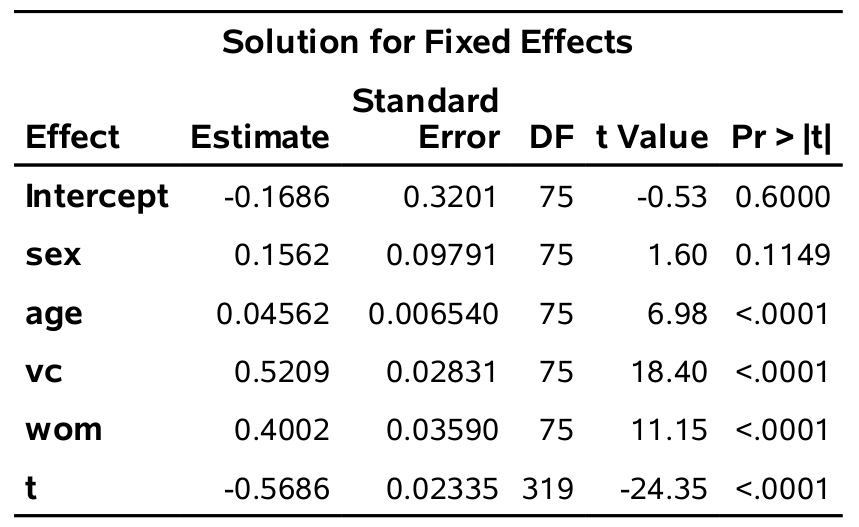 Solution for Fixed Effects
Effect Estimate Standard Error DF t Value Pr > |t|
Intercept -0.1686 0.3201 75 -0.53 0.6000
sex 0.1562 0.09791 75 1.60 0.1149
age 0.04562 0.006540 75 6.98 <.0001
vc 0.5209 0.02831 75 18.40 <.0001
wom 0.4002 0.03590 75 11.15 <.0001
t -0.5686 0.02335 319 -24.35 <.0001